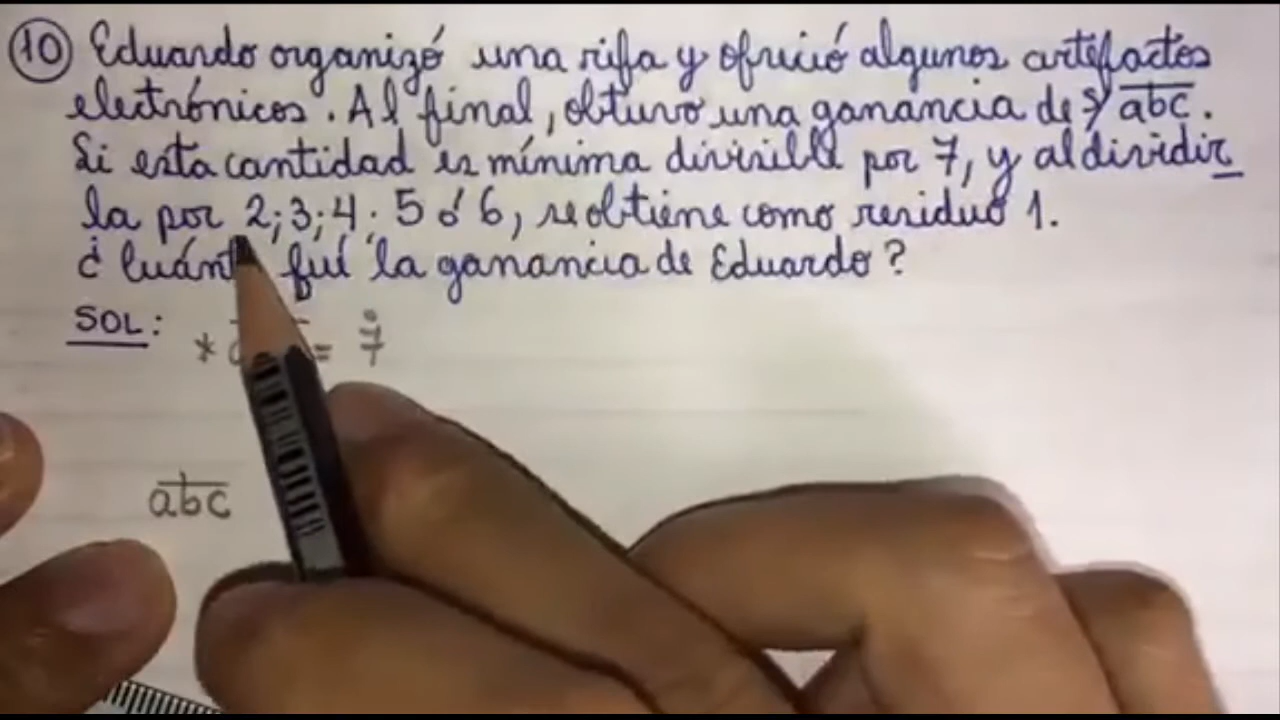 10 Eduardo organizó una rifa y ofreció algunos artefactos
electrónicos. Al final, obtuvo una ganancia de S/ abc.
Si esta cantidad es mínima divisible por 7, y al dividir
la por 2; 3; 4; 5 ó 6, se obtiene como residuo 1.
¿ fuí la ganancia de Eduardo?
SOL: * = 7
abc